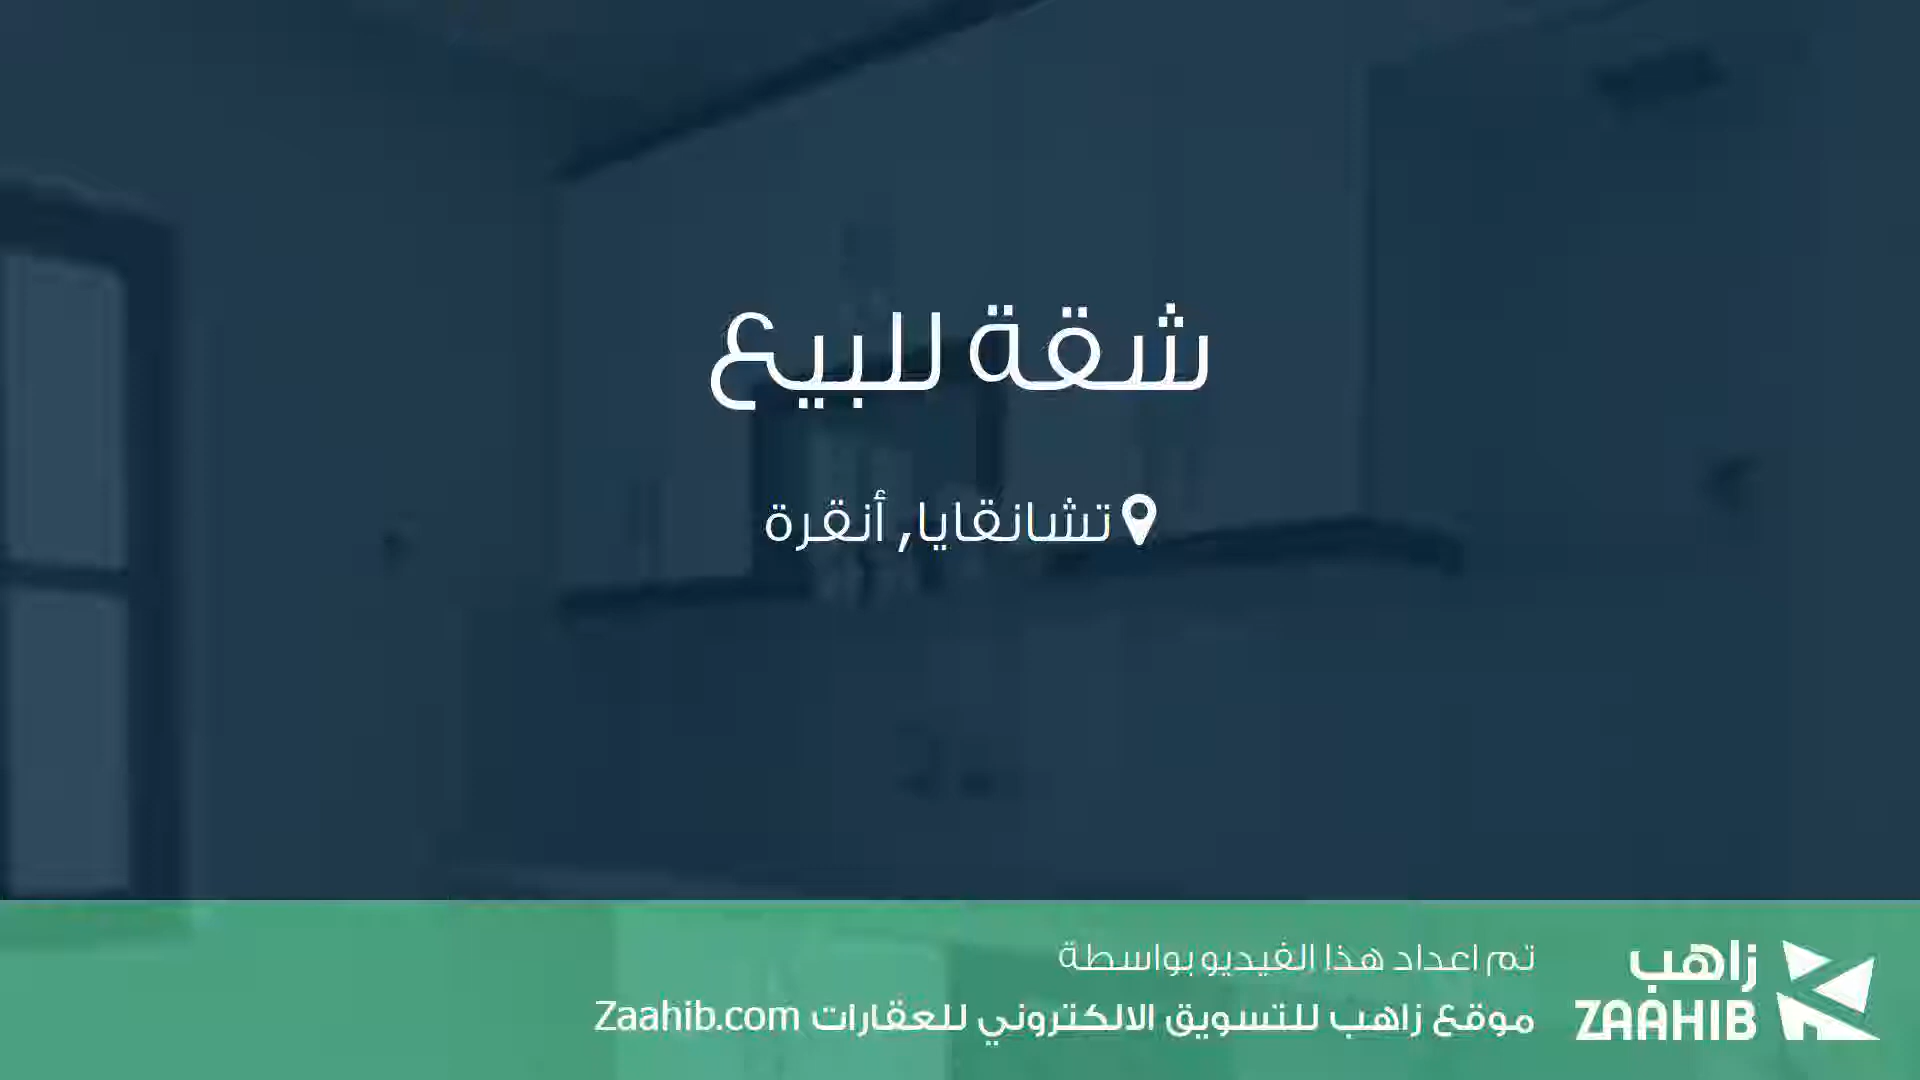 شقة للبيع
تشانقايا, أنقرة
تم اعداد هذا الفيديو بواسطة
موقع زاهب للتسويق الالكتروني للعقارات Zaahib.com
زاهب
ZAAHIB